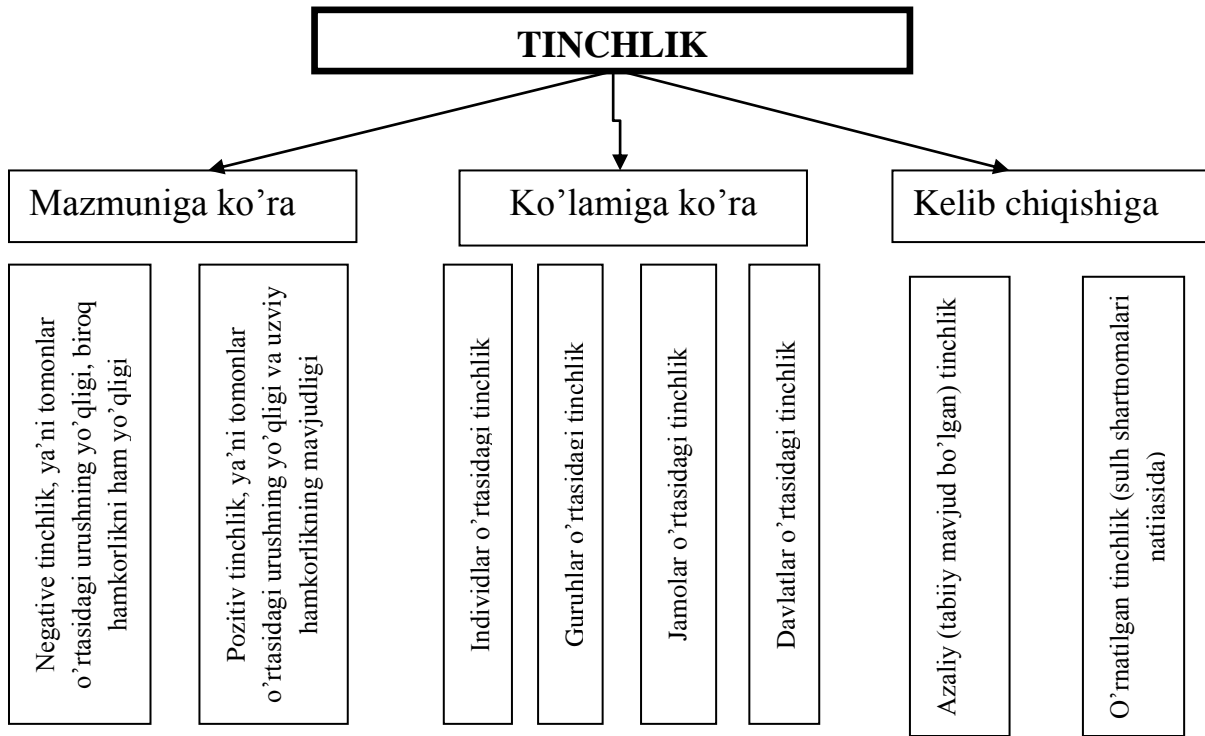 TINCHLIK
Mazmuniga ko’ra
Ko’lamiga ko’ra
Kelib chiqishiga
Negative tinchlik, ya’ni tomonlar
o’rtasidagi urushning yo’qligi, biroq
hamkorlikni ham yo’qligi
Pozitiv tinchlik, ya’ni tomonlar
o’rtasidagi urushning yo’qligi va uzviy
hamkorlikning mavjudligi
Individlar o’rtasidagi tinchlik
Guruhlar o’rtasidagi tinchlik
Jamolar o’rtasidagi tinchlik
Davlatlar o’rtasidagi tinchlik
Azaliy (tabiiy mavjud bo’lgan) tinchlik
O’rnatilgan tinchlik (sulh shartnomalari
natijasida)